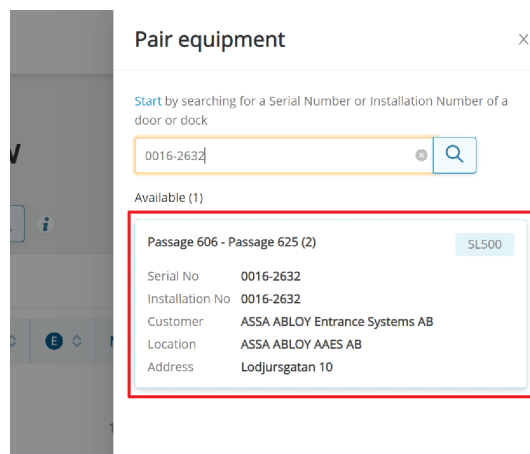 Pair equipment
Start by searching for a Serial Number or Installation Number of a
door or dock
0016-2632
Available (1)
Passage 606 - Passage 625 (2)
SL500
Serial No 0016-2632
Installation No 0016-2632
Customer ASSA ABLOY Entrance Systems AB
Location ASSA ABLOY AAES AB
Address Lodjursgatan 10
i
E